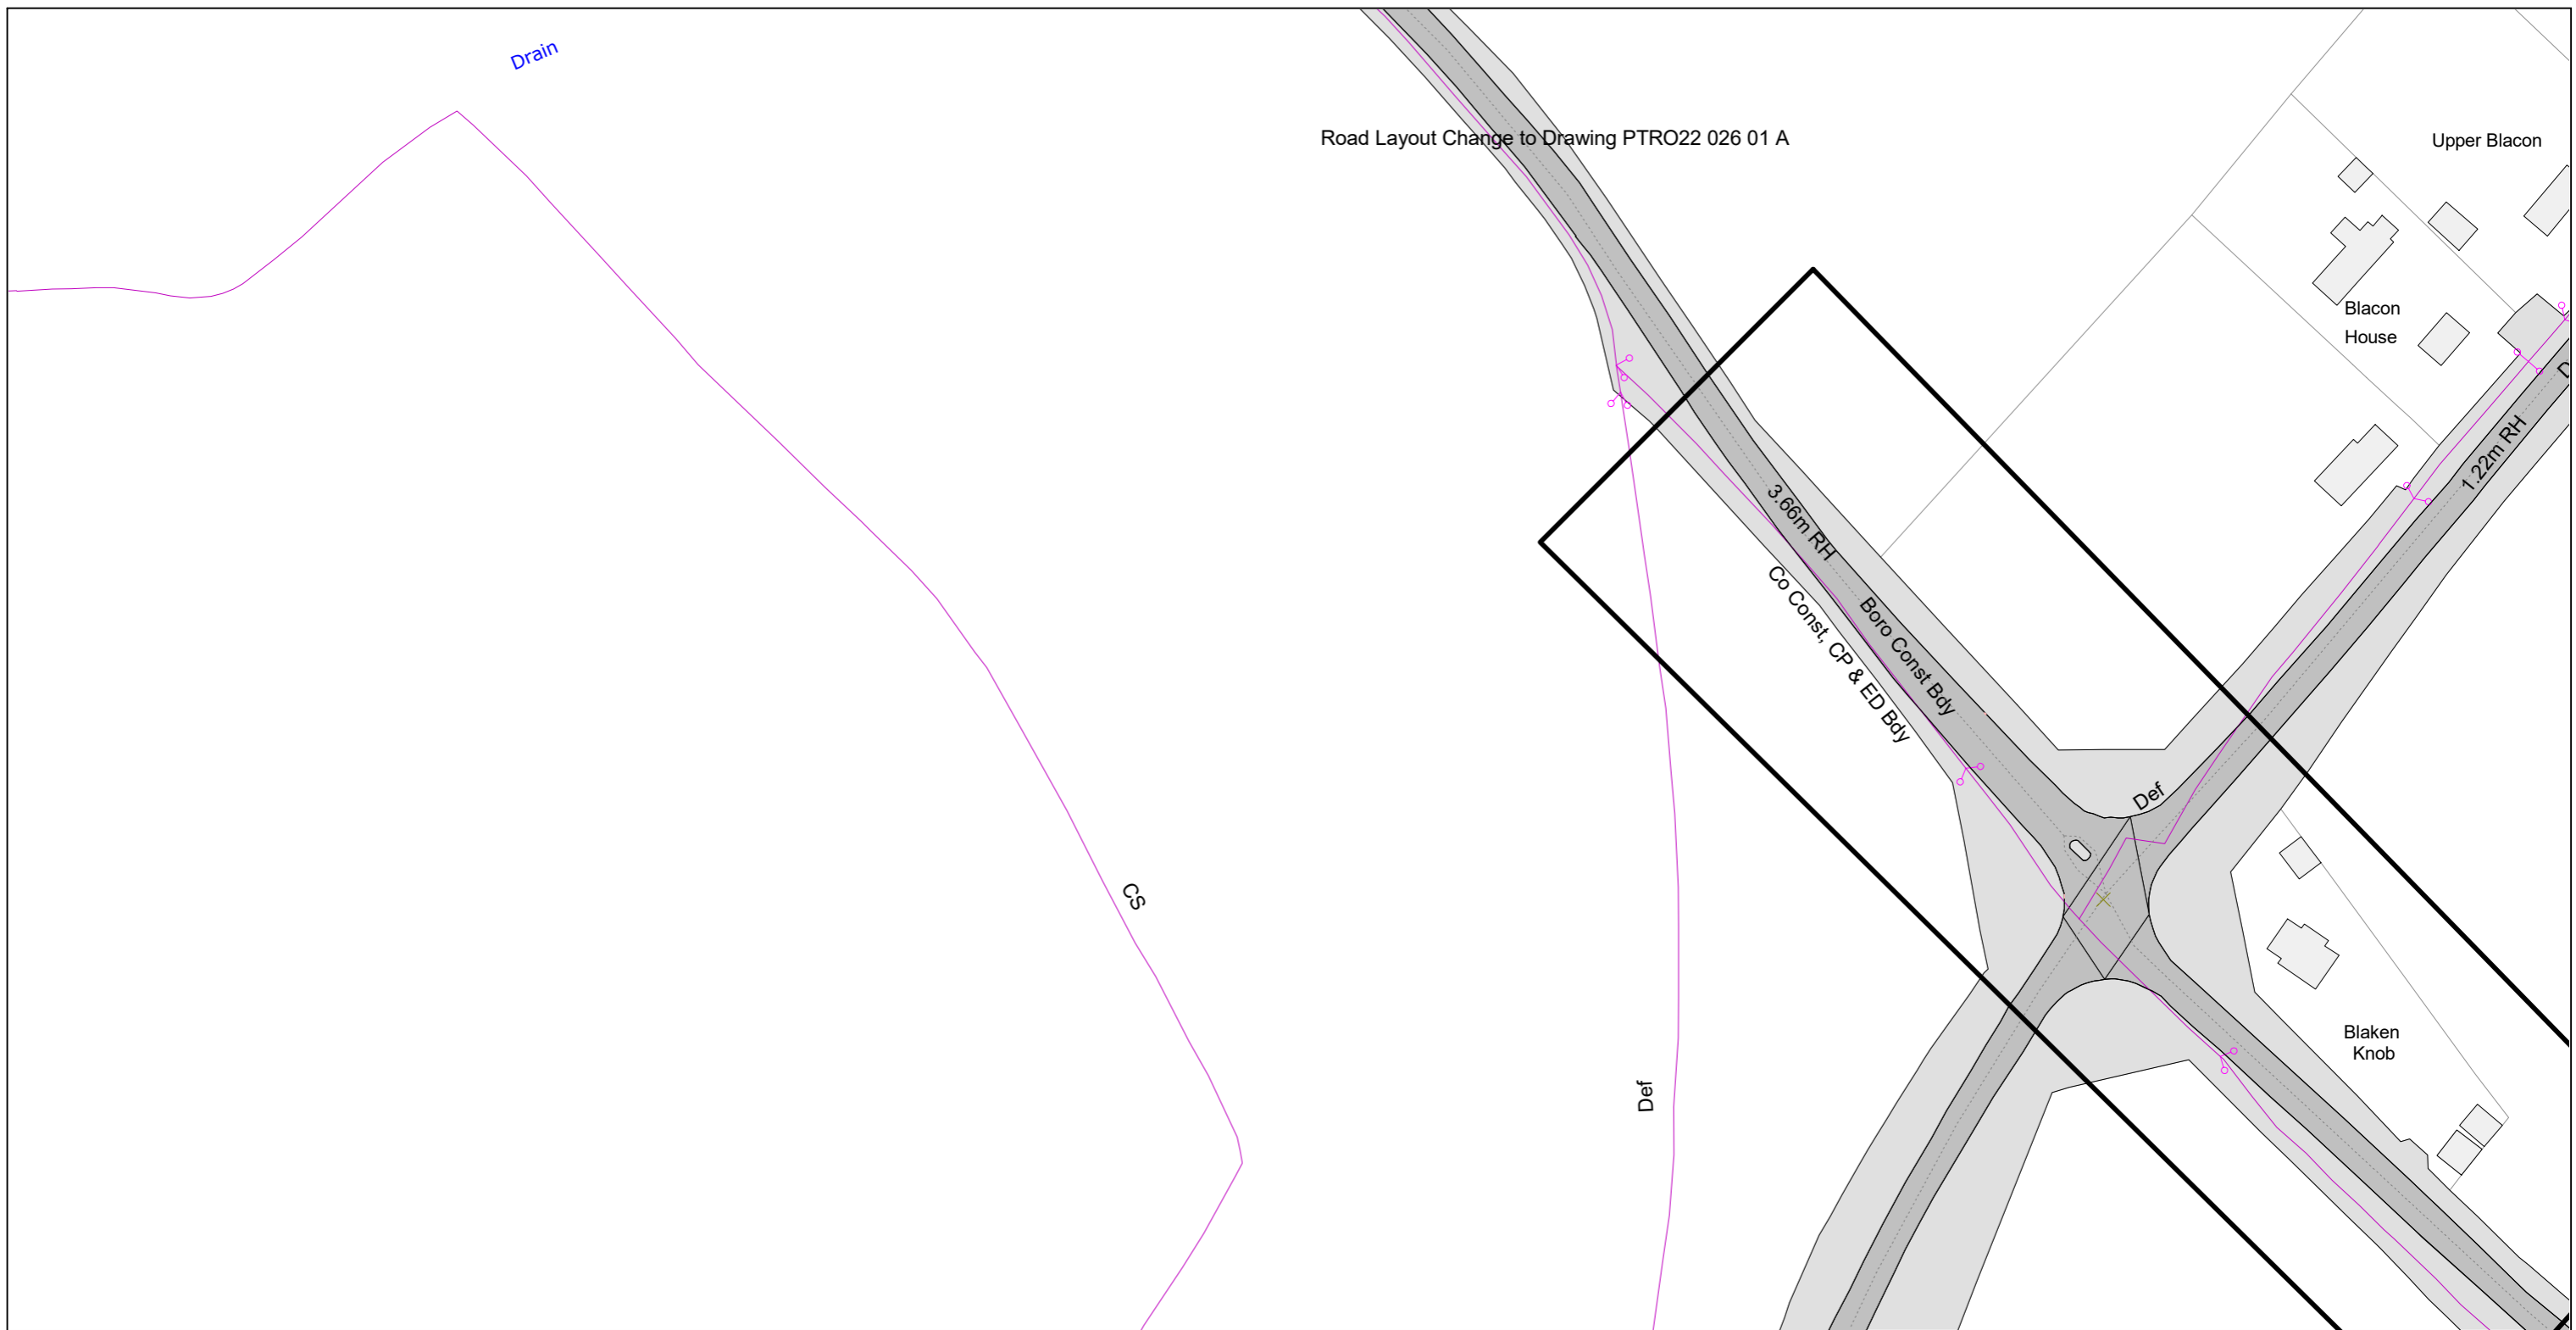 Drain
Road Layout Change to Drawing PTRO22 026 01 A
Upper Blacon
Blacon
House
1.22m RH
3.66m RH
Boro Const Bdy
Co Const, CP & ED Bdy
Def
CS
Def
Blaken
Knob